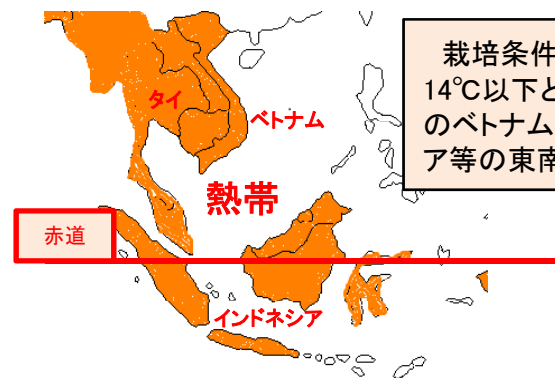 栽培条件
14℃以下と
のベトナム
ア等の東南
タイ
ベトナム
熱帯
赤道
インドネシア